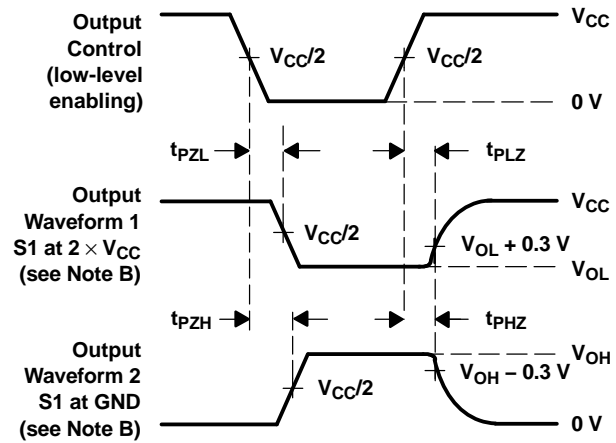 Output
Control
(low-level
enabling)
VCC/2
VCC/2
VCC
0 V
tPZL
tPLZ
Output
Waveform 1
S1 at 2 × VCC
(see Note B)
VCC/2
VCC
VOL + 0.3 V
VOL
tPZH
tPHZ
Output
Waveform 2
S1 at GND
(see Note B)
VCC/2
VOH
VOH − 0.3 V
0 V